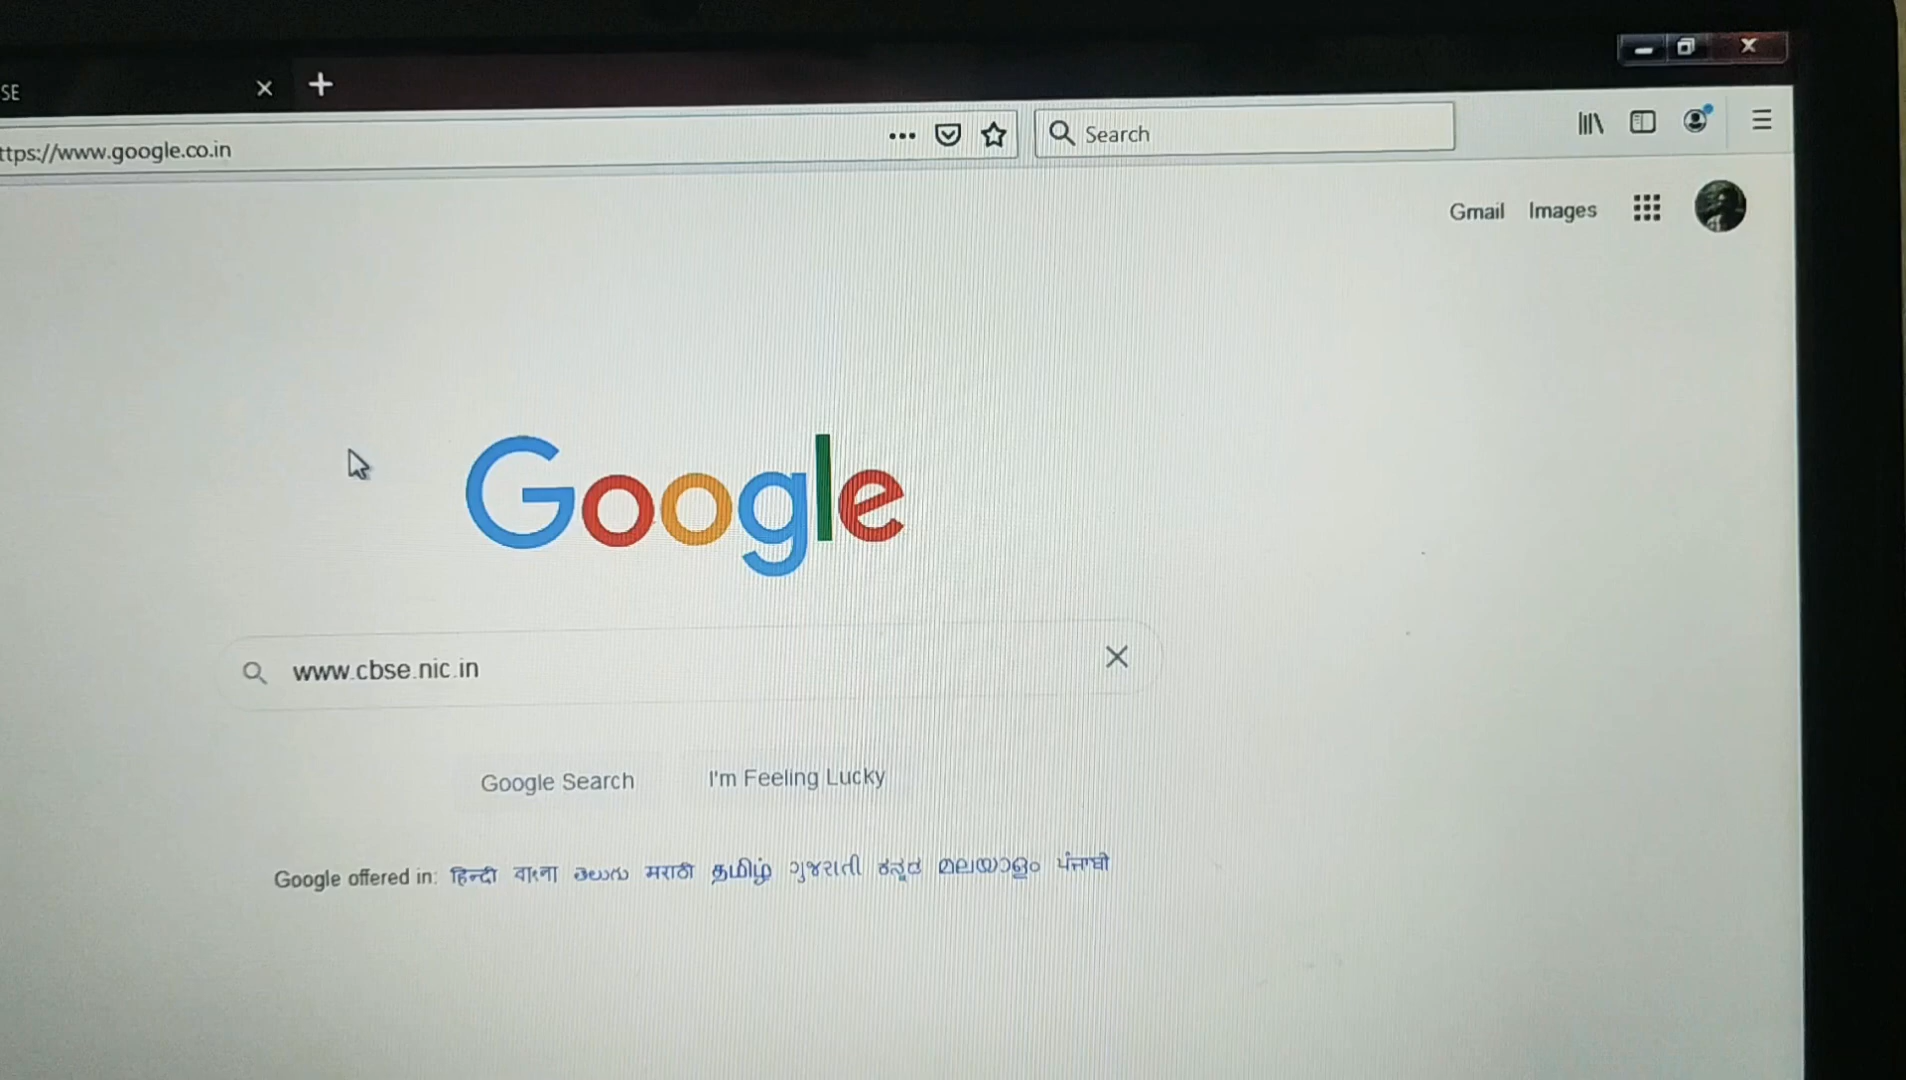 SE
ttps://www.google.co.in
Search
Gmail Images
Google
www.cbse.nic.in
Google Search I'm Feeling Lucky
Google offered in: हिन्दी বাংলা తెలుగు मराठी தமிழ் ગુજરાતી ಕನ್ನಡ മലയാളം ਪੰਜਾਬੀ